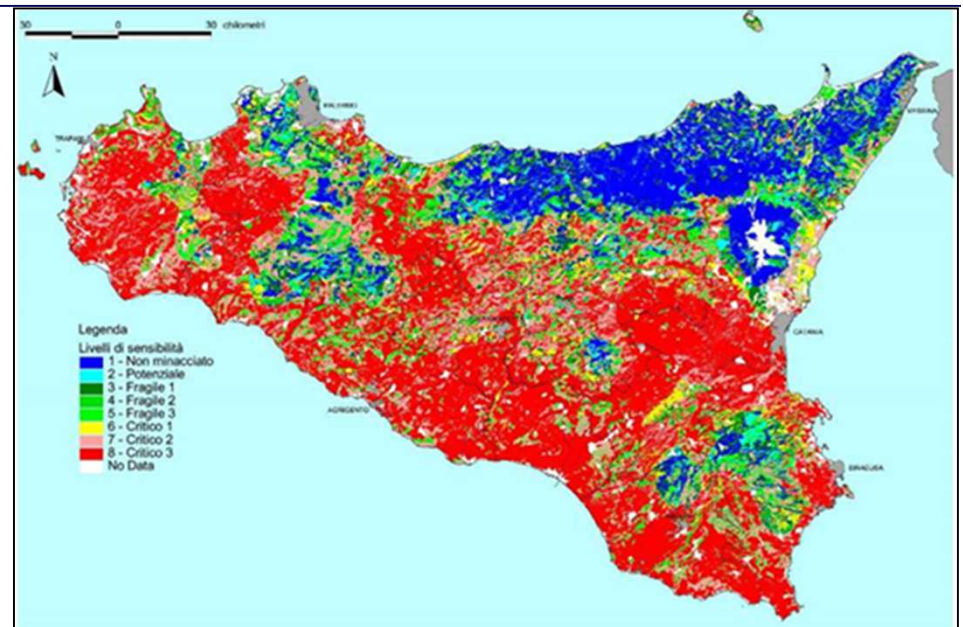 30 0 30 chilometri
N
PALERMO
MESSINA
TRAPANI
CATANIA
Legenda
Livelli di sensibilità
1 - Non minacciato
2 - Potenziale
3 - Fragile 1
4 - Fragile 2
5 - Fragile 3
6 - Critico 1
7 - Critico 2
8 - Critico 3
No Data
AGRIGENTO
SIRACUSA